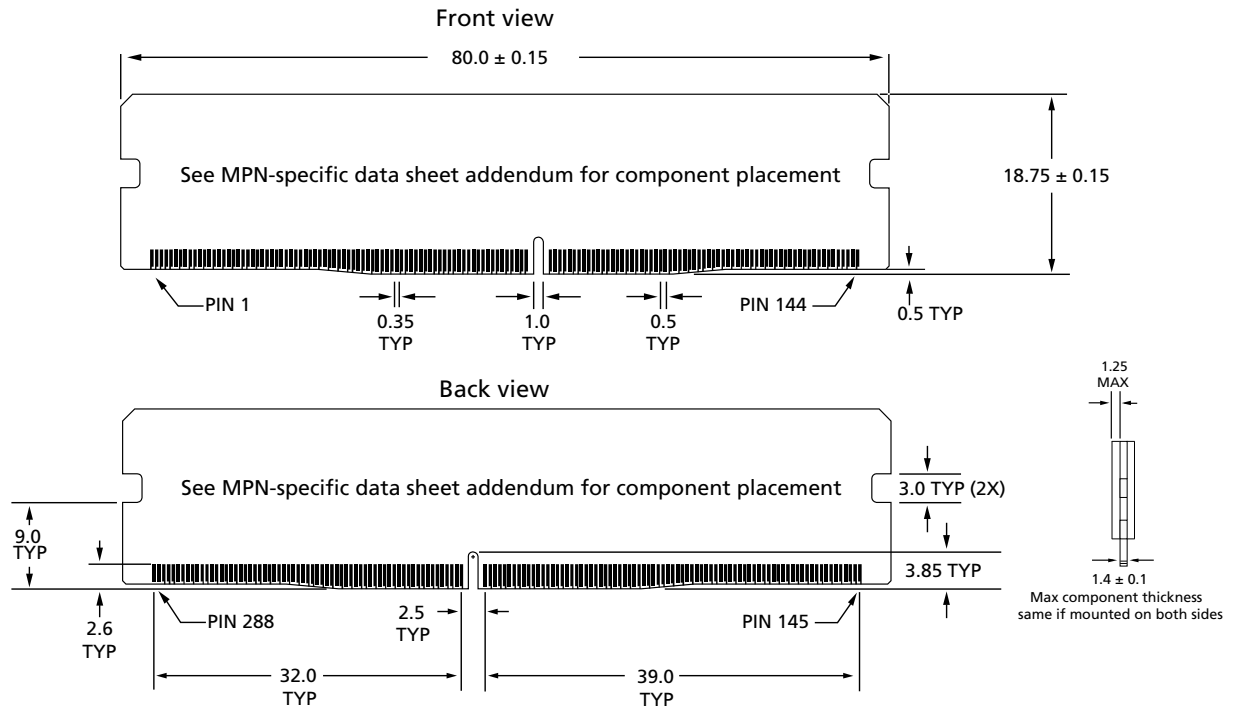 Front view
80.0 ± 0.15
See MPN-specific data sheet addendum for component placement
18.75 ± 0.15
PIN 1
PIN 144
0.35
TYP
1.0
TYP
0.5
TYP
0.5 TYP
Back view
1.25
MAX
See MPN-specific data sheet addendum for component placement
3.0 TYP (2X)
9.0
TYP
3.85 TYP
1.4 ± 0.1
Max component thickness
same if mounted on both sides
2.6
TYP
PIN 288
2.5
TYP
PIN 145
32.0
TYP
39.0
TYP